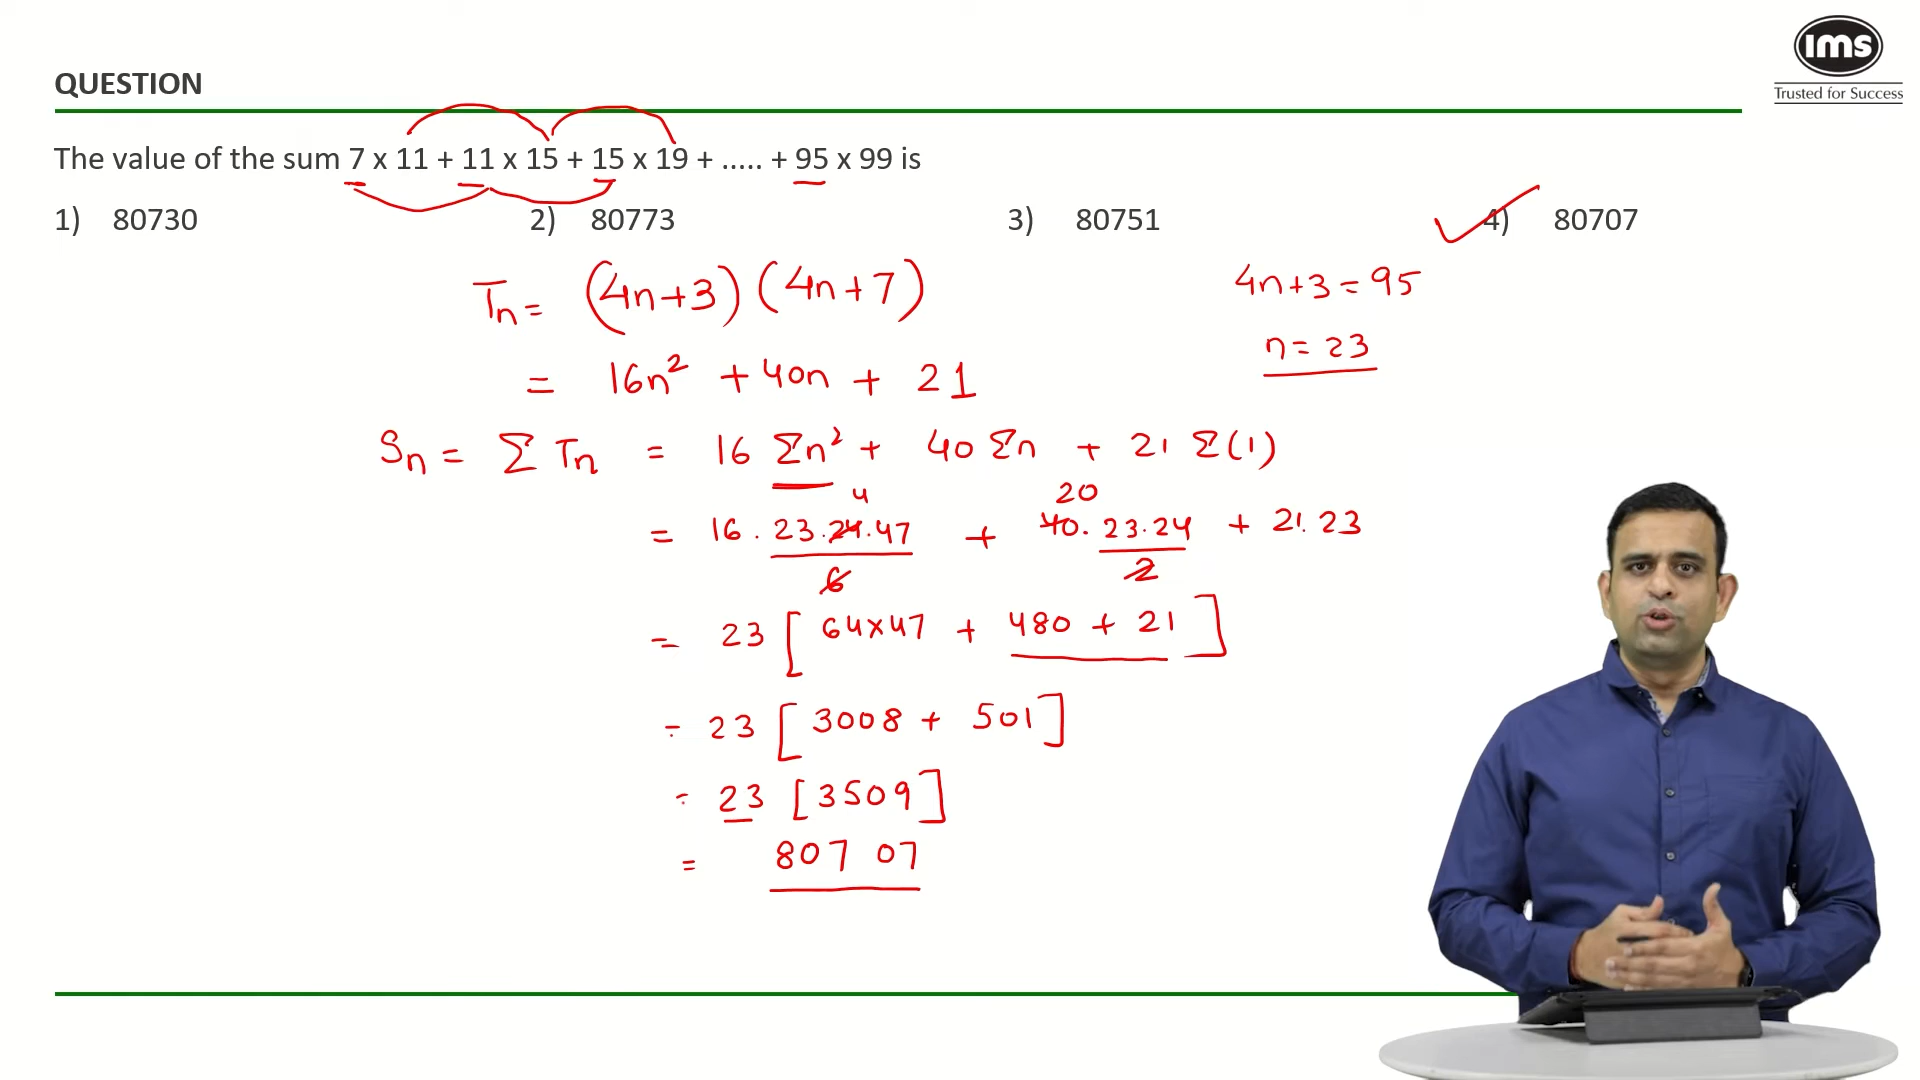 ims
Trusted for Success
QUESTION
The value of the sum 7 x 11 + 11 x 15 + 15 x 19 + ..... + 95 x 99 is
1) 80730 2) 80773 3) 80751 4) 80707
Tn = (4n+3) (4n+7)
4n+3 = 95
n = 23
= 16n² + 40n + 21
Sn = Σ Tn = 16 Σn² + 40 Σn + 21 Σ(1)
4 20
= 16 . 23.24.47 + 40. 23.24 + 21.23
6 2
= 23 [ 64x47 + 480 + 21 ]
= 23 [ 3008 + 501 ]
= 23 [ 3509 ]
= 807 07